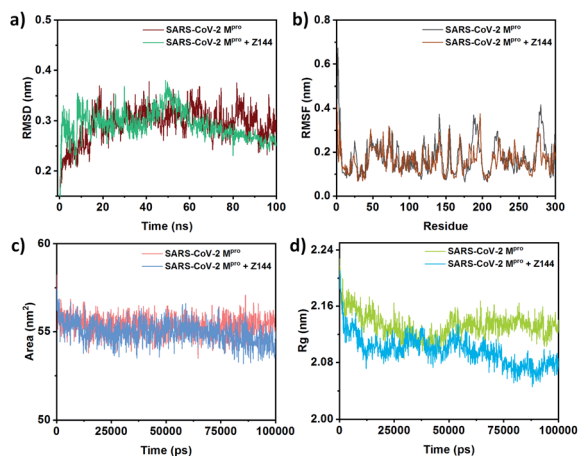 a)
SARS-CoV-2 Mᵖʳᵒ
SARS-CoV-2 Mᵖʳᵒ + Z144
RMSD (nm)
0.5
0.4
0.3
0.2
0 20 40 60 80 100
Time (ns)
b)
SARS-CoV-2 Mᵖʳᵒ
SARS-CoV-2 Mᵖʳᵒ + Z144
RMSF (nm)
0.8
0.6
0.4
0.2
0.0
0 50 100 150 200 250 300
Residue
c)
SARS-CoV-2 Mᵖʳᵒ
SARS-CoV-2 Mᵖʳᵒ + Z144
Area (nm²)
60
55
50
0 25000 50000 75000 100000
Time (ps)
d)
SARS-CoV-2 Mᵖʳᵒ
SARS-CoV-2 Mᵖʳᵒ + Z144
Rg (nm)
2.24
2.16
2.08
2.00
0 25000 50000 75000 100000
Time (ps)